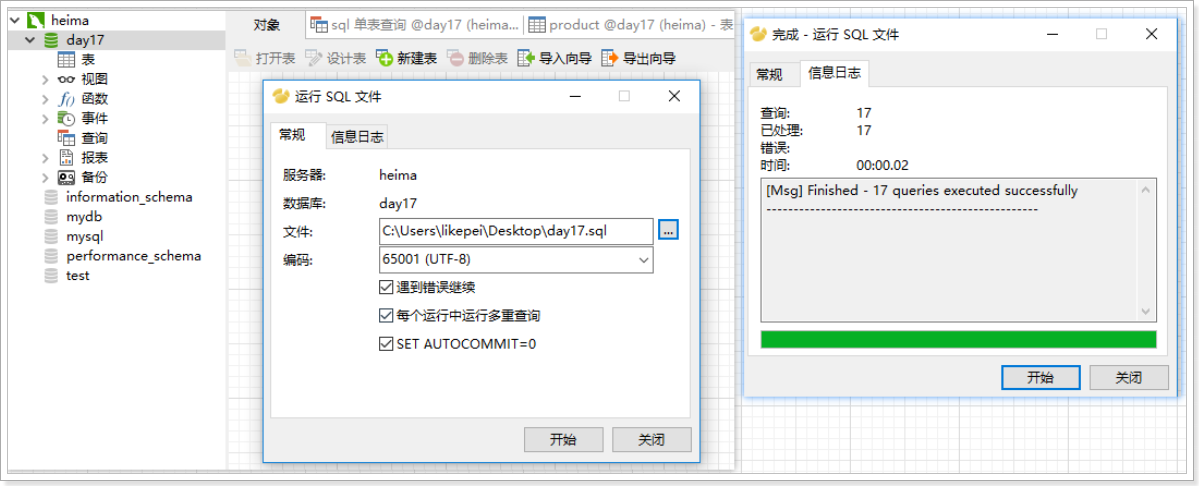 heima
day17
表
视图
函数
事件
查询
报表
备份
information_schema
mydb
mysql
performance_schema
test
对象
sql 单表查询 @day17 (heima...
product @day17 (heima) - 表
打开表
设计表
新建表
删除表
导入向导
导出向导
运行 SQL 文件
常规
信息日志
服务器:
heima
数据库:
day17
文件:
C:\Users\likepei\Desktop\day17.sql
...
编码:
65001 (UTF-8)
遇到错误继续
每个运行中运行多重查询
SET AUTOCOMMIT=0
开始
关闭
完成 - 运行 SQL 文件
常规
信息日志
查询:
17
已处理:
17
错误:
时间:
00:00.02
[Msg] Finished - 17 queries executed successfully
--------------------------------------------------
开始
关闭